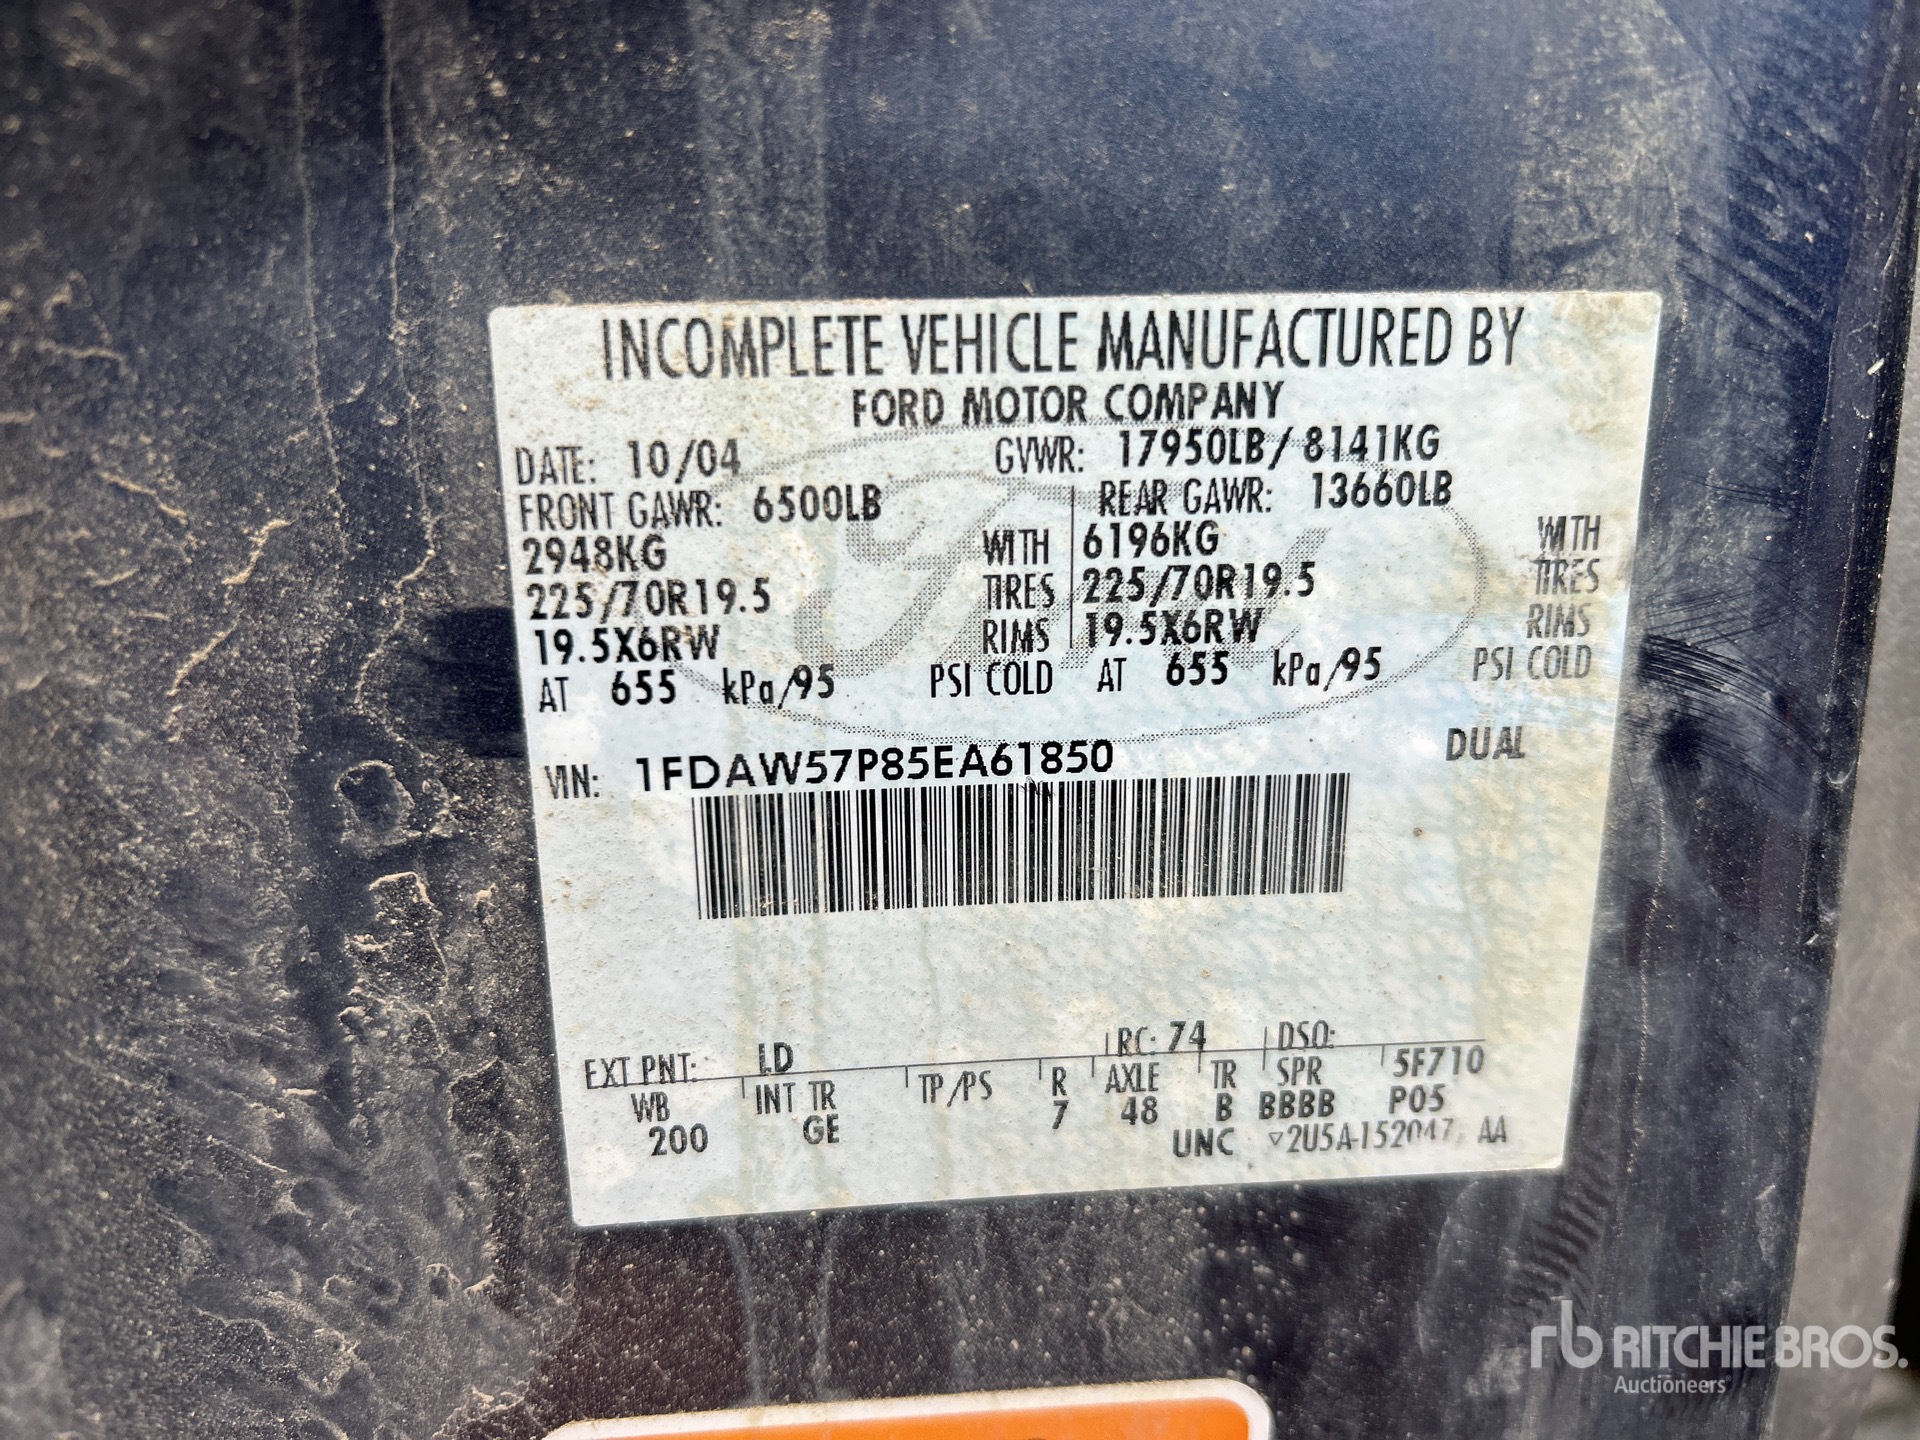 INCOMPLETE VEHICLE MANUFACTURED BY
FORD MOTOR COMPANY
DATE: 10/04 GVWR: 17950LB/ 8141KG
FRONT GAWR: 6500LB REAR GAWR: 13660LB
2948KG WITH 6196KG WITH
225/70R19.5 TIRES 225/70R19.5 TIRES
19.5X6RW RIMS 19.5X6RW RIMS
AT 655 kPa/95 PSI COLD AT 655 kPa/95 PSI COLD
VIN: 1FDAW57P85EA61850 DUAL
EXT PNT: LD RC: 74 DSO:
WB INT TR TP/PS R AXLE TR SPR 5F710
200 GE 7 48 B BBBB P05
UNC ▽2U5A-152047, AA
rb RITCHIE BROS.
Auctioneers